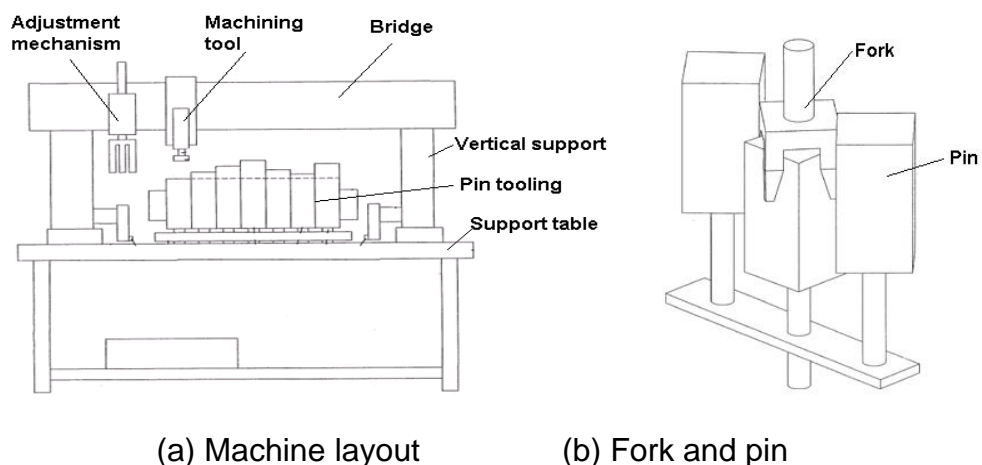 Adjustment
mechanism
Machining
tool
Bridge
Vertical support
Pin tooling
Support table
Fork
Pin
(a) Machine layout
(b) Fork and pin